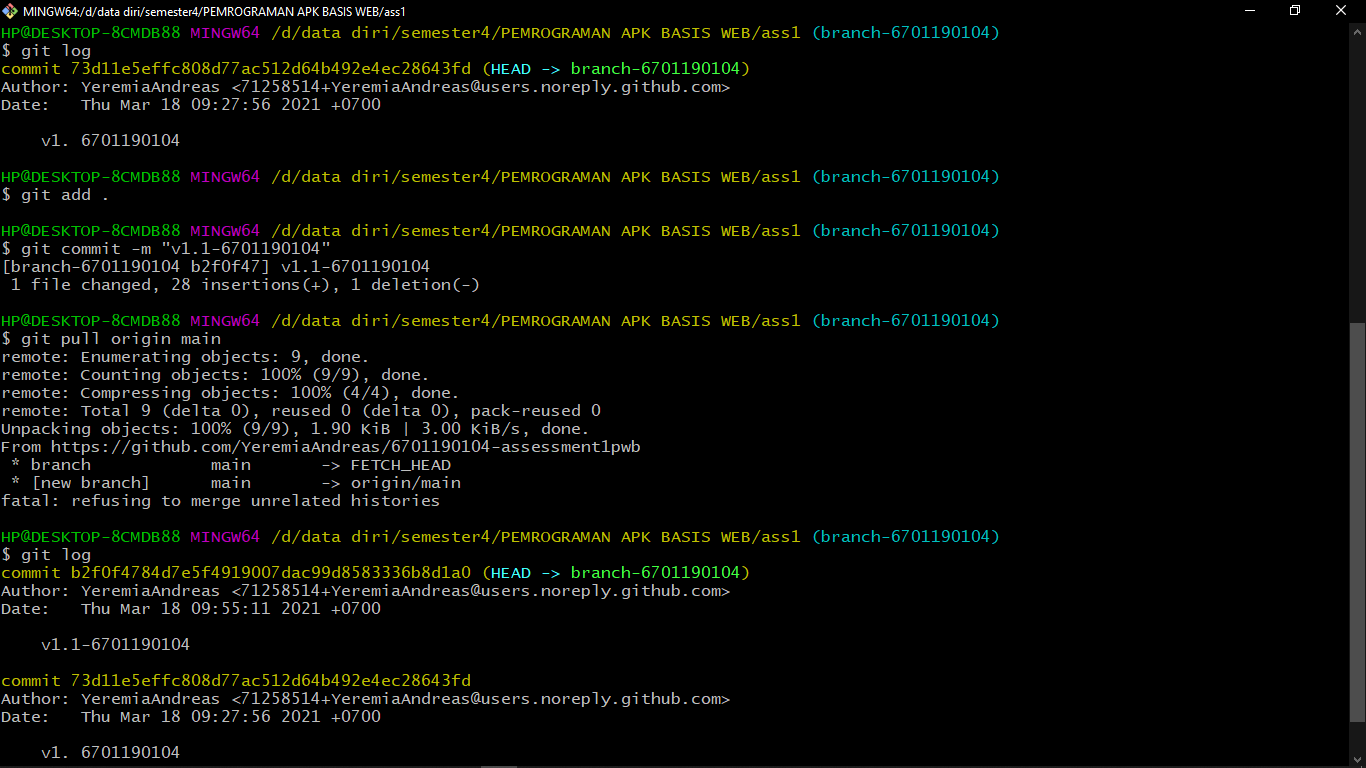 MINGW64:/d/data diri/semester4/PEMROGRAMAN APK BASIS WEB/ass1
HP@DESKTOP-8CMDB88 MINGW64 /d/data diri/semester4/PEMROGRAMAN APK BASIS WEB/ass1 (branch-6701190104)
$ git log
commit 73d11e5effc808d77ac512d64b492e4ec28643fd (HEAD -> branch-6701190104)
Author: YeremiaAndreas <71258514+YeremiaAndreas@users.noreply.github.com>
Date:   Thu Mar 18 09:27:56 2021 +0700
    v1. 6701190104
HP@DESKTOP-8CMDB88 MINGW64 /d/data diri/semester4/PEMROGRAMAN APK BASIS WEB/ass1 (branch-6701190104)
$ git add .
HP@DESKTOP-8CMDB88 MINGW64 /d/data diri/semester4/PEMROGRAMAN APK BASIS WEB/ass1 (branch-6701190104)
$ git commit -m "v1.1-6701190104"
[branch-6701190104 b2f0f47] v1.1-6701190104
 1 file changed, 28 insertions(+), 1 deletion(-)
HP@DESKTOP-8CMDB88 MINGW64 /d/data diri/semester4/PEMROGRAMAN APK BASIS WEB/ass1 (branch-6701190104)
$ git pull origin main
remote: Enumerating objects: 9, done.
remote: Counting objects: 100% (9/9), done.
remote: Compressing objects: 100% (4/4), done.
remote: Total 9 (delta 0), reused 0 (delta 0), pack-reused 0
Unpacking objects: 100% (9/9), 1.90 KiB | 3.00 KiB/s, done.
From https://github.com/YeremiaAndreas/6701190104-assessment1pwb
 * branch            main       -> FETCH_HEAD
 * [new branch]      main       -> origin/main
fatal: refusing to merge unrelated histories
HP@DESKTOP-8CMDB88 MINGW64 /d/data diri/semester4/PEMROGRAMAN APK BASIS WEB/ass1 (branch-6701190104)
$ git log
commit b2f0f4784d7e5f4919007dac99d8583336b8d1a0 (HEAD -> branch-6701190104)
Author: YeremiaAndreas <71258514+YeremiaAndreas@users.noreply.github.com>
Date:   Thu Mar 18 09:55:11 2021 +0700
    v1.1-6701190104
commit 73d11e5effc808d77ac512d64b492e4ec28643fd
Author: YeremiaAndreas <71258514+YeremiaAndreas@users.noreply.github.com>
Date:   Thu Mar 18 09:27:56 2021 +0700
    v1. 6701190104